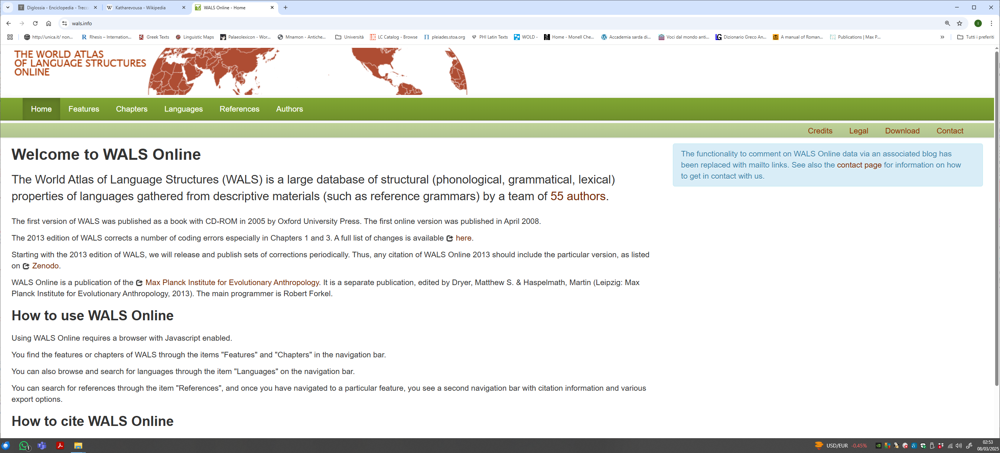 Diglossia - Enciclopedia - Trecc
Katharevousa - Wikipedia
WALS Online - Home
wals.info
http://unica.it/ non...
Rhesis – Internation...
Greek Texts
Linguistic Maps
Palaeolexicon - Wor...
Mnamon - Antiche...
Università
LC Catalog - Browse
pleiades.stoa.org
PHI Latin Texts
WOLD -
Home - Monell Che...
Accademia sarda di...
Voci dal mondo anti...
Dizionario Greco An...
A manual of Roman...
Publications | Max P...
Tutti i preferiti
THE WORLD ATLAS
OF LANGUAGE STRUCTURES
ONLINE
Home Features Chapters Languages References Authors
Credits Legal Download Contact
Welcome to WALS Online
The World Atlas of Language Structures (WALS) is a large database of structural (phonological, grammatical, lexical)
properties of languages gathered from descriptive materials (such as reference grammars) by a team of 55 authors.
The first version of WALS was published as a book with CD-ROM in 2005 by Oxford University Press. The first online version was published in April 2008.
The 2013 edition of WALS corrects a number of coding errors especially in Chapters 1 and 3. A full list of changes is available here.
Starting with the 2013 edition of WALS, we will release and publish sets of corrections periodically. Thus, any citation of WALS Online 2013 should include the particular version, as listed
on Zenodo.
WALS Online is a publication of the Max Planck Institute for Evolutionary Anthropology. It is a separate publication, edited by Dryer, Matthew S. & Haspelmath, Martin (Leipzig: Max
Planck Institute for Evolutionary Anthropology, 2013). The main programmer is Robert Forkel.
How to use WALS Online
Using WALS Online requires a browser with Javascript enabled.
You find the features or chapters of WALS through the items "Features" and "Chapters" in the navigation bar.
You can also browse and search for languages through the item "Languages" on the navigation bar.
You can search for references through the item "References", and once you have navigated to a particular feature, you see a second navigation bar with citation information and various
export options.
How to cite WALS Online
The functionality to comment on WALS Online data via an associated blog has
been replaced with mailto links. See also the contact page for information on how
to get in contact with us.
USD/EUR -0,45%
02:53
08/03/2025